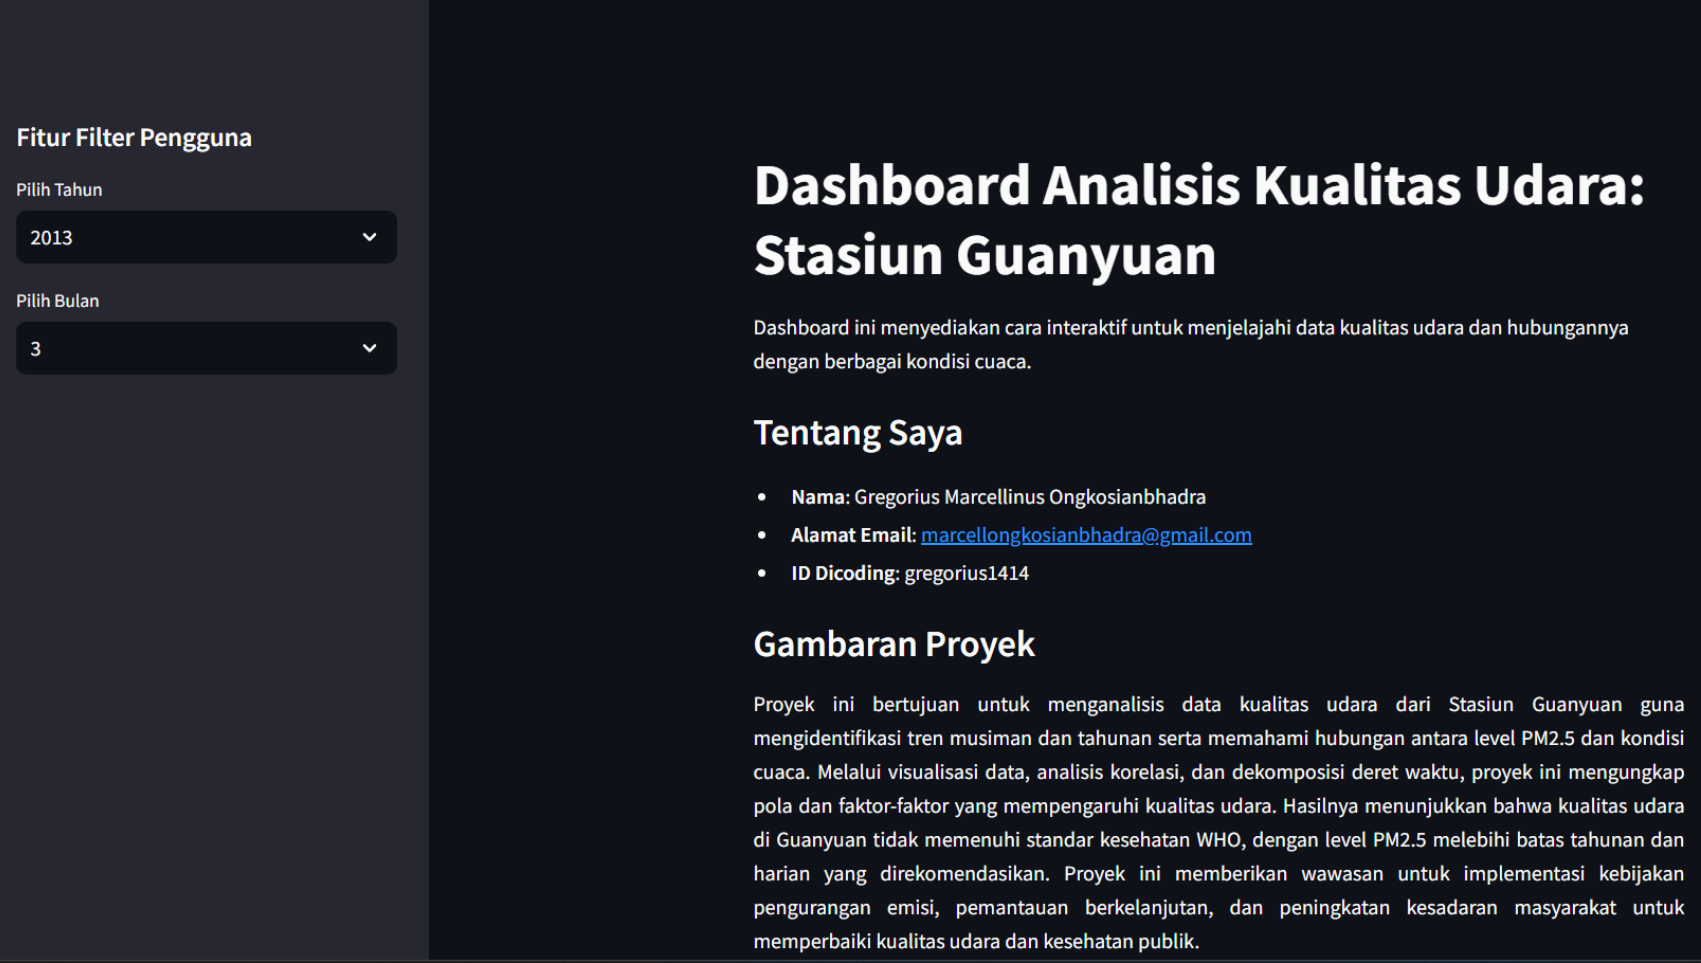 Fitur Filter Pengguna
Pilih Tahun
2013
Pilih Bulan
3
Dashboard Analisis Kualitas Udara:
Stasiun Guanyuan
Dashboard ini menyediakan cara interaktif untuk menjelajahi data kualitas udara dan hubungannya
dengan berbagai kondisi cuaca.
Tentang Saya
• Nama: Gregorius Marcellinus Ongkosianbhadra
• Alamat Email: marcellongkosianbhadra@gmail.com
• ID Dicoding: gregorius1414
Gambaran Proyek
Proyek ini bertujuan untuk menganalisis data kualitas udara dari Stasiun Guanyuan guna
mengidentifikasi tren musiman dan tahunan serta memahami hubungan antara level PM2.5 dan kondisi
cuaca. Melalui visualisasi data, analisis korelasi, dan dekomposisi deret waktu, proyek ini mengungkap
pola dan faktor-faktor yang mempengaruhi kualitas udara. Hasilnya menunjukkan bahwa kualitas udara
di Guanyuan tidak memenuhi standar kesehatan WHO, dengan level PM2.5 melebihi batas tahunan dan
harian yang direkomendasikan. Proyek ini memberikan wawasan untuk implementasi kebijakan
pengurangan emisi, pemantauan berkelanjutan, dan peningkatan kesadaran masyarakat untuk
memperbaiki kualitas udara dan kesehatan publik.